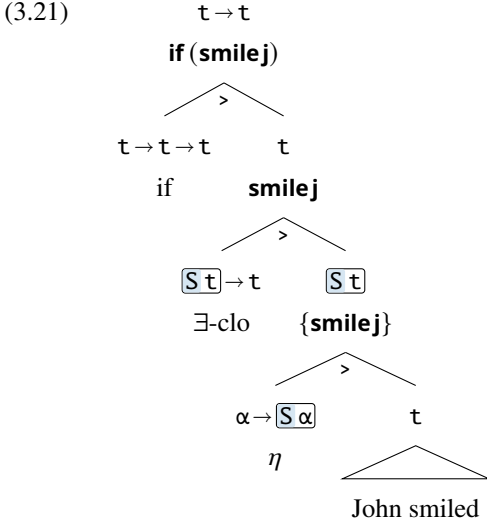 (3.21) t→t
if (smile j)
>
t→t→t t
if smile j
>
S t→t S t
∃-clo {smile j}
>
α→S α t
η
John smiled